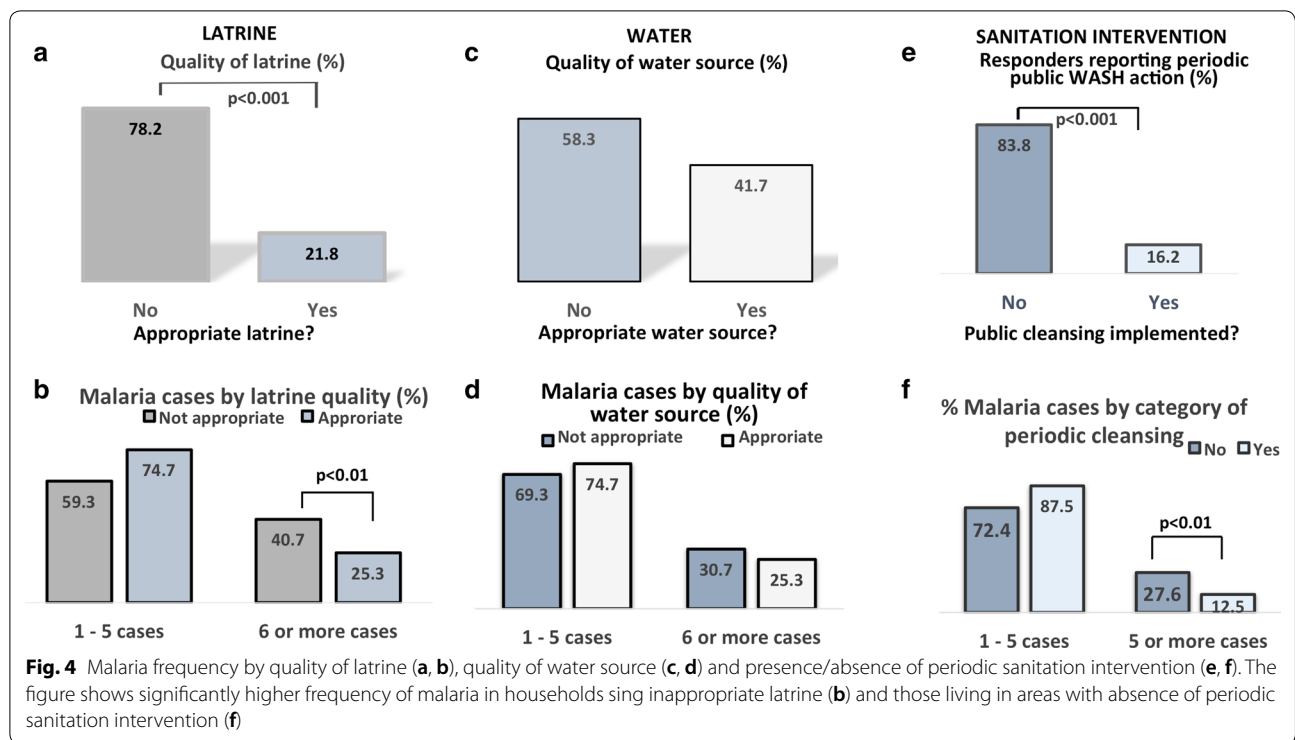 a
LATRINE
Quality of latrine (%)
p<0.001
78.2
21.8
No Yes
Appropriate latrine?
c
WATER
Quality of water source (%)
58.3
41.7
No Yes
Appropriate water source?
e
SANITATION INTERVENTION
Responders reporting periodic
public WASH action (%)
p<0.001
83.8
16.2
No Yes
Public cleansing implemented?
b
Malaria cases by latrine quality (%)
Not appropriate Approriate
59.3
74.7
p<0.01
40.7
25.3
1 - 5 cases 6 or more cases
d
Malaria cases by quality of
water source (%)
Not appropriate Approriate
69.3
74.7
30.7
25.3
1 - 5 cases 6 or more cases
f
% Malaria cases by category of
periodic cleansing
No Yes
72.4
87.5
p<0.01
27.6
12.5
1 - 5 cases 5 or more cases
Fig. 4 Malaria frequency by quality of latrine (a, b), quality of water source (c, d) and presence/absence of periodic sanitation intervention (e, f). The
figure shows significantly higher frequency of malaria in households sing inappropriate latrine (b) and those living in areas with absence of periodic
sanitation intervention (f)